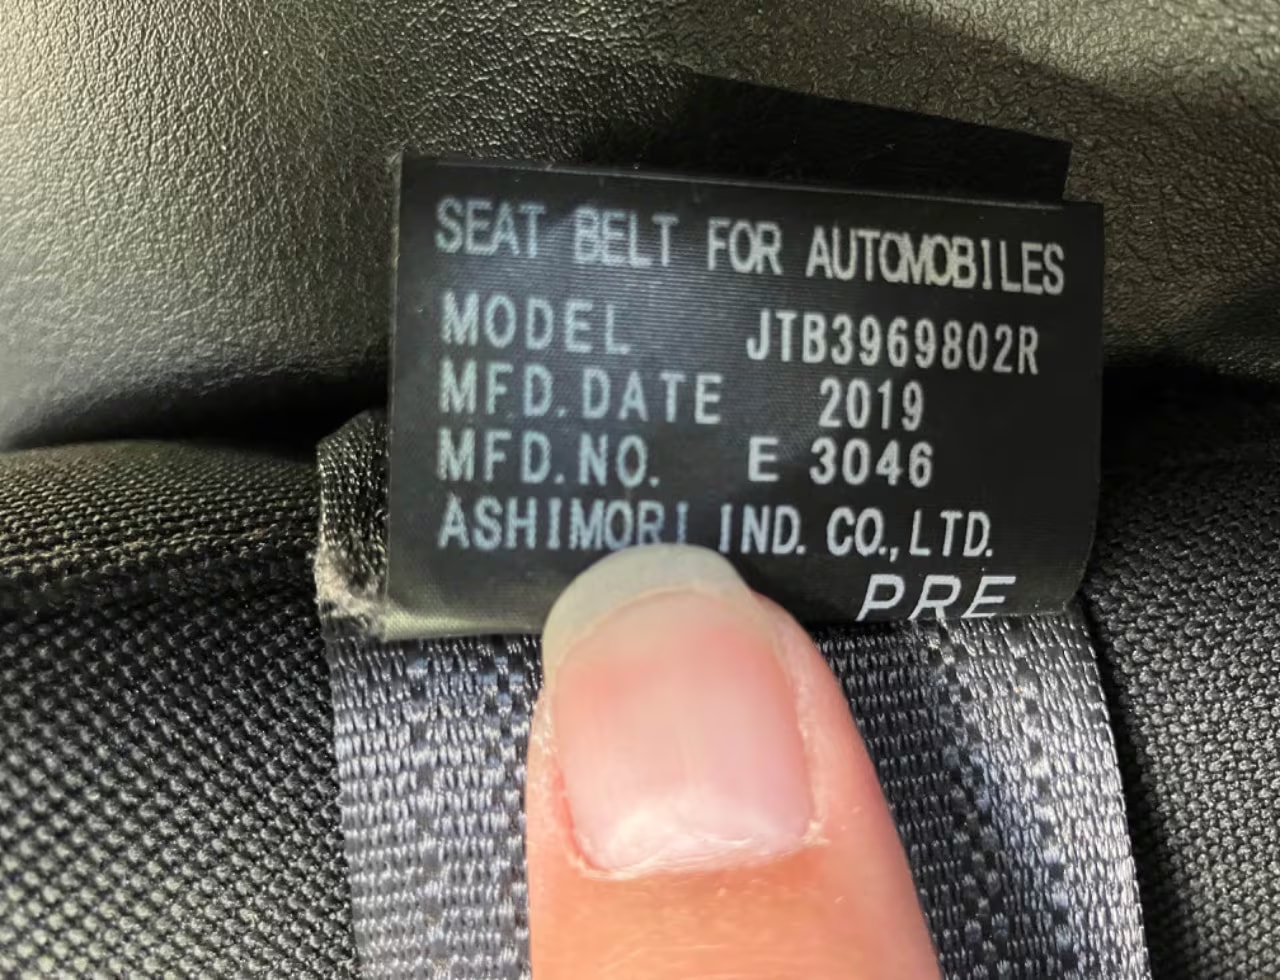 SEAT BELT FOR AUTOMOBILES
MODEL JTB3969802R
MFD.DATE 2019
MFD.NO. E 3046
ASHIMORI IND. CO.,LTD.
PRE